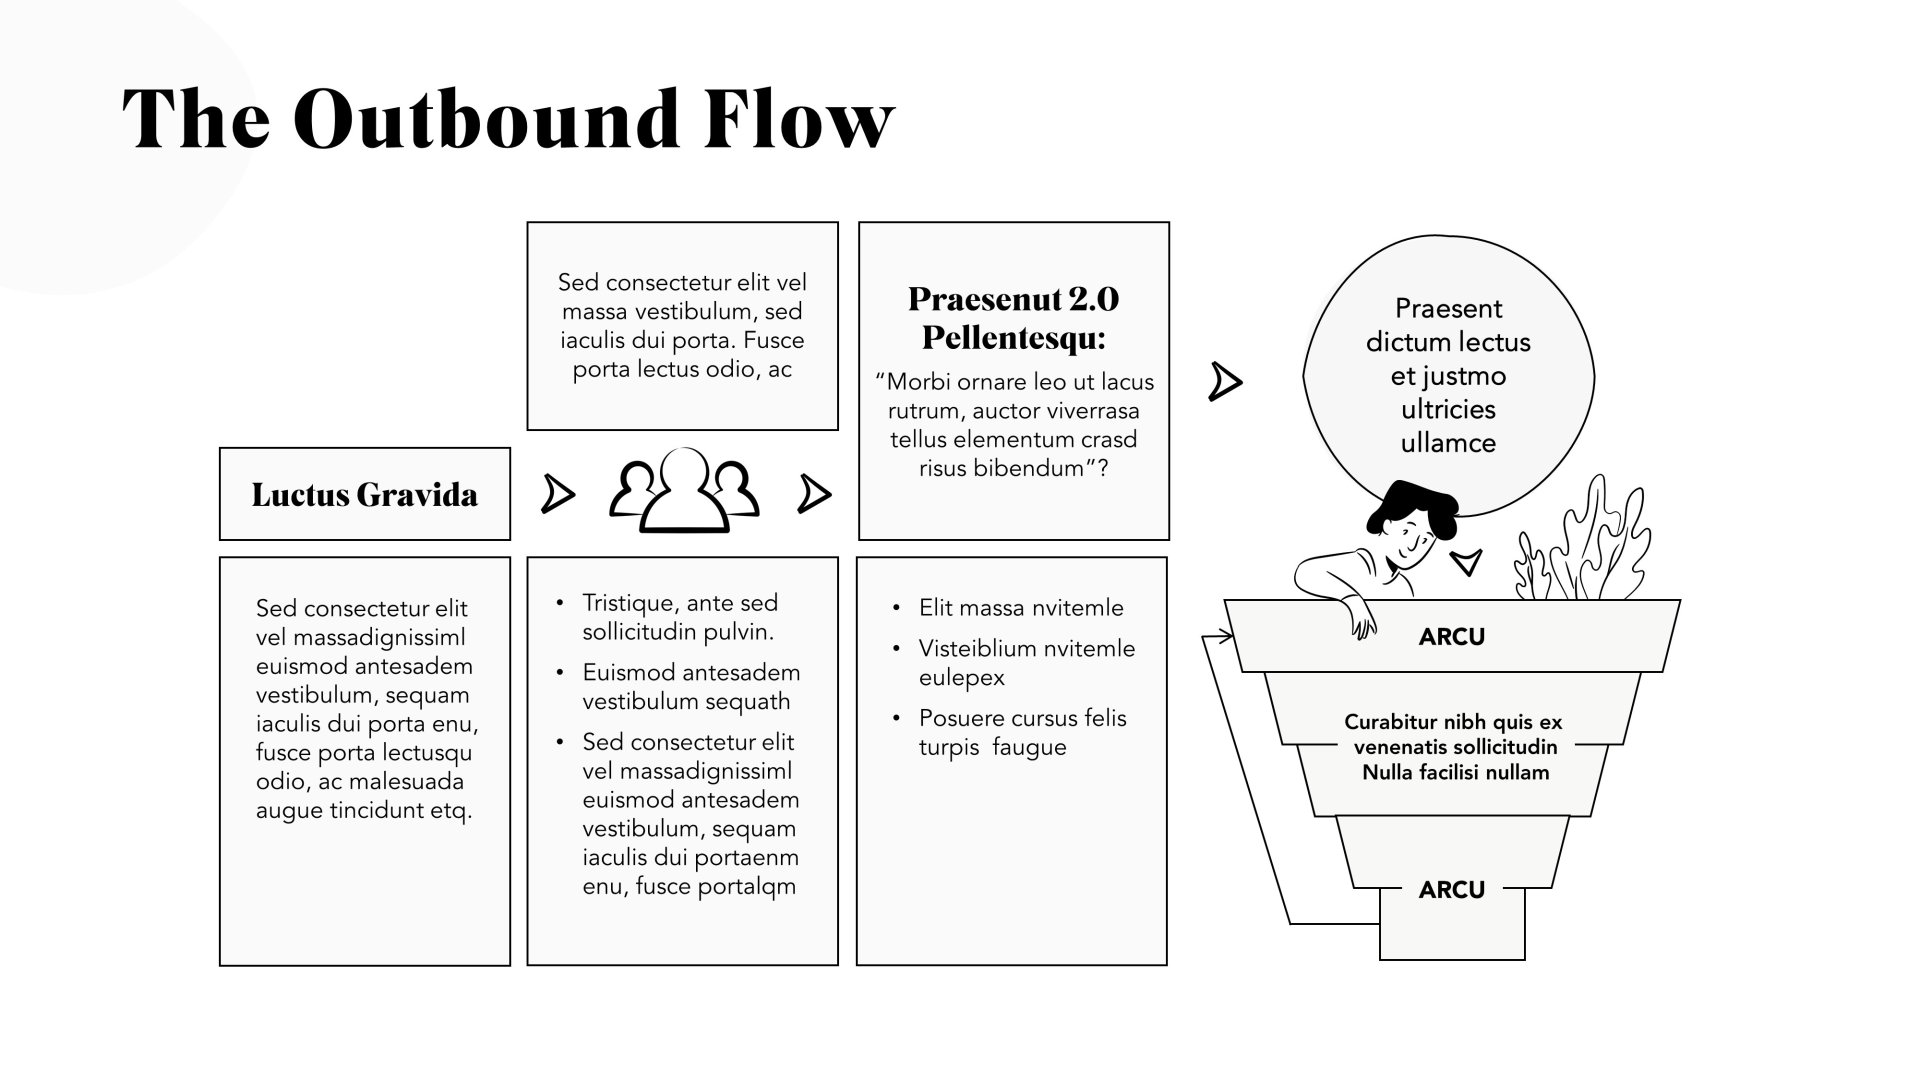 The Outbound Flow
Luctus Gravida
Sed consectetur elit
vel massadignissiml
euismod antesadem
vestibulum, sequam
iaculis dui porta enu,
fusce porta lectusqu
odio, ac malesuada
augue tincidunt etq.
Sed consectetur elit vel
massa vestibulum, sed
iaculis dui porta. Fusce
porta lectus odio, ac
• Tristique, ante sed
sollicitudin pulvin.
• Euismod antesadem
vestibulum sequath
• Sed consectetur elit
vel massadignissiml
euismod antesadem
vestibulum, sequam
iaculis dui portaenm
enu, fusce portalqm
Praesenut 2.0
Pellentesqu:
“Morbi ornare leo ut lacus
rutrum, auctor viverrasa
tellus elementum crasd
risus bibendum”?
• Elit massa nvitemle
• Visteiblium nvitemle
eulepex
• Posuere cursus felis
turpis  faugue
Praesent
dictum lectus
et justmo
ultricies
ullamce
ARCU
Curabitur nibh quis ex
venenatis sollicitudin
Nulla facilisi nullam
ARCU